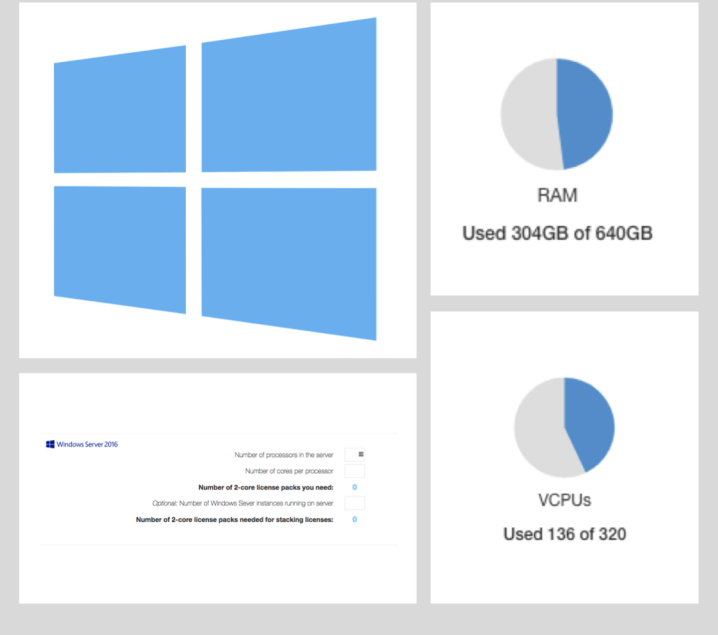 RAM
Used 304GB of 640GB
Windows Server 2016
Number of processors in the server
Number of cores per processor
Number of 2-core license packs you need: 0
Optional: Number of Windows Sever instances running on server
Number of 2-core license packs needed for stacking licenses: 0
VCPUs
Used 136 of 320